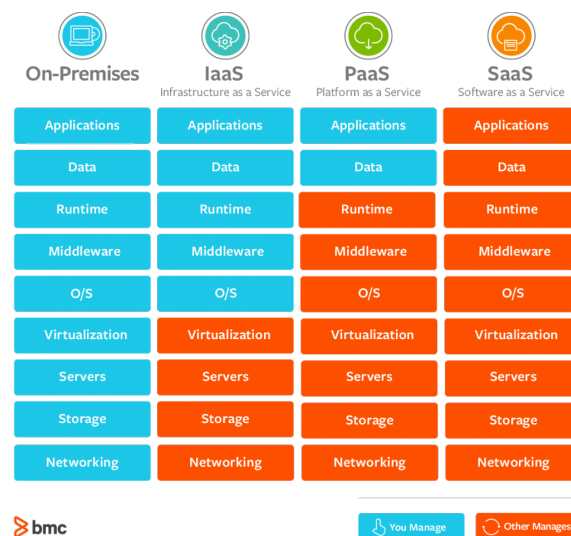 On-Premises
IaaS
Infrastructure as a Service
PaaS
Platform as a Service
SaaS
Software as a Service
Applications Applications Applications Applications
Data Data Data Data
Runtime Runtime Runtime Runtime
Middleware Middleware Middleware Middleware
O/S O/S O/S O/S
Virtualization Virtualization Virtualization Virtualization
Servers Servers Servers Servers
Storage Storage Storage Storage
Networking Networking Networking Networking
bmc
You Manage
Other Manages